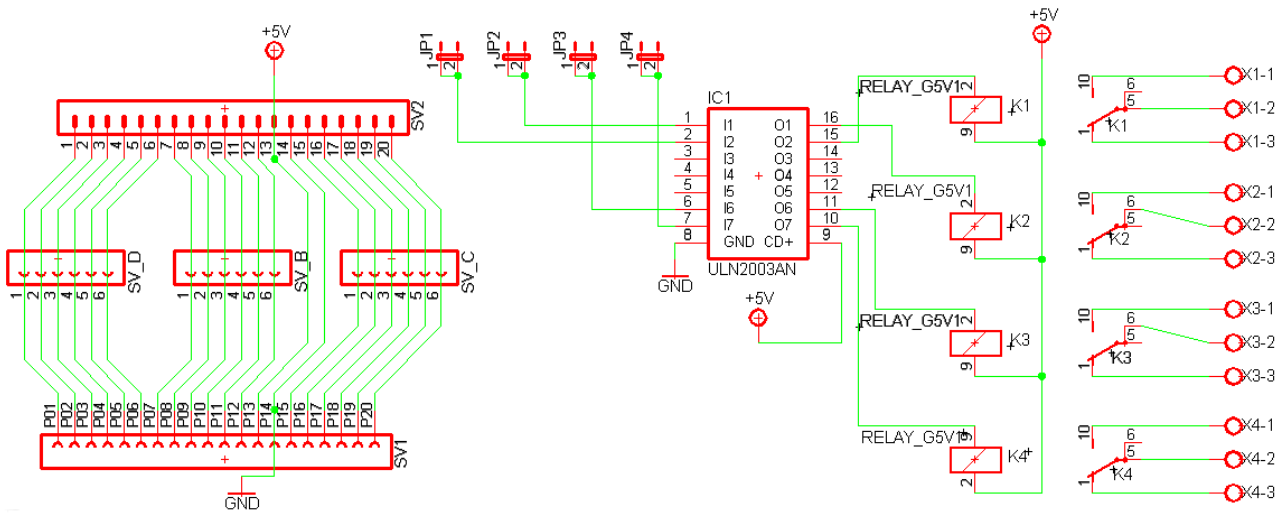 +5V
SV2
1 2 3 4 5 6 7 8 9 10 11 12 13 14 15 16 17 18 19 20
SV_D
1 2 3 4 5 6
SV_B
1 2 3 4 5 6
SV_C
1 2 3 4 5 6
P01 P02 P03 P04 P05 P06 P07 P08 P09 P10 P11 P12 P13 P14 P15 P16 P17 P18 P19 P20
SV1
GND
JP1
1 2
JP2
1 2
JP3
1 2
JP4
1 2
IC1
1 I1 O1 16
2 I2 O2 15
3 I3 O3 14
4 I4 O4 13
5 I5 O5 12
6 I6 O6 11
7 I7 O7 10
8 GND CD+ 9
ULN2003AN
GND
+5V
+5V
RELAY_G5V1
2
K1
9
RELAY_G5V1
2
K2
9
RELAY_G5V1
2
K3
9
RELAY_G5V1
9
K4
2
10
6
5
1
K1
X1-1
X1-2
X1-3
10
6
5
1
K2
X2-1
X2-2
X2-3
10
6
5
1
K3
X3-1
X3-2
X3-3
10
6
5
1
K4
X4-1
X4-2
X4-3